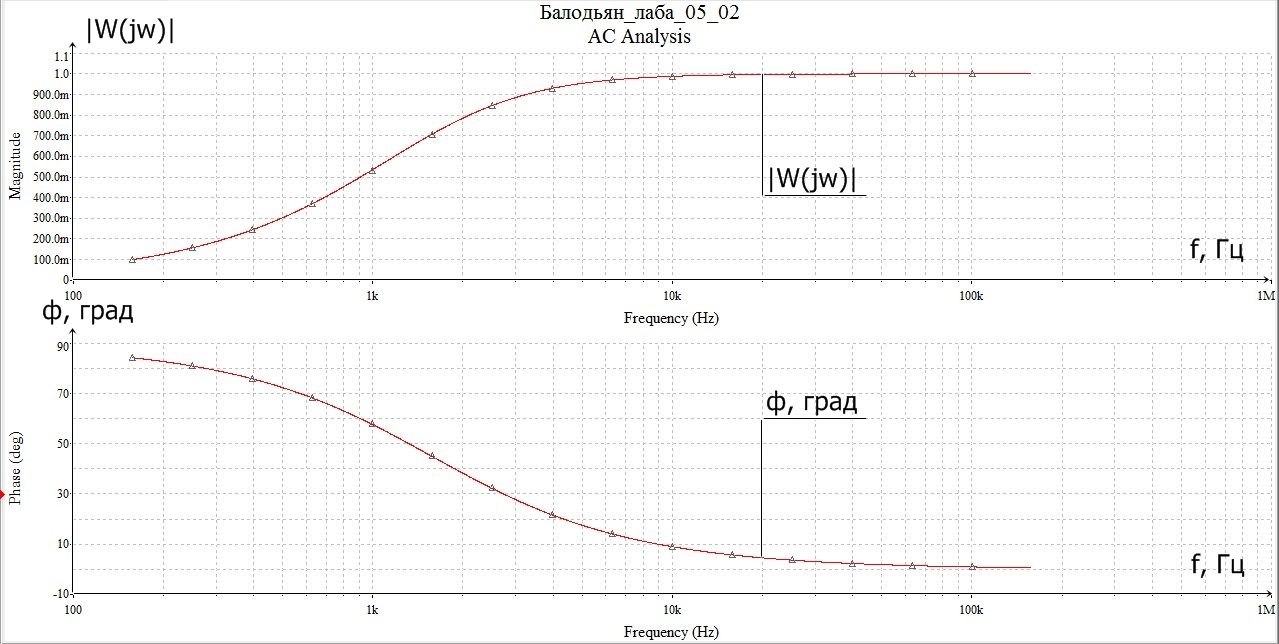 Балодьян_лаба_05_02
AC Analysis
|W(jw)|
Magnitude
1.1
1.0
900.0m
800.0m
700.0m
600.0m
500.0m
400.0m
300.0m
200.0m
100.0m
0
|W(jw)|
f, Гц
100 1k 10k 100k 1M
Frequency (Hz)
ф, град
Phase (deg)
90
70
50
30
10
-10
ф, град
f, Гц
100 1k 10k 100k 1M
Frequency (Hz)